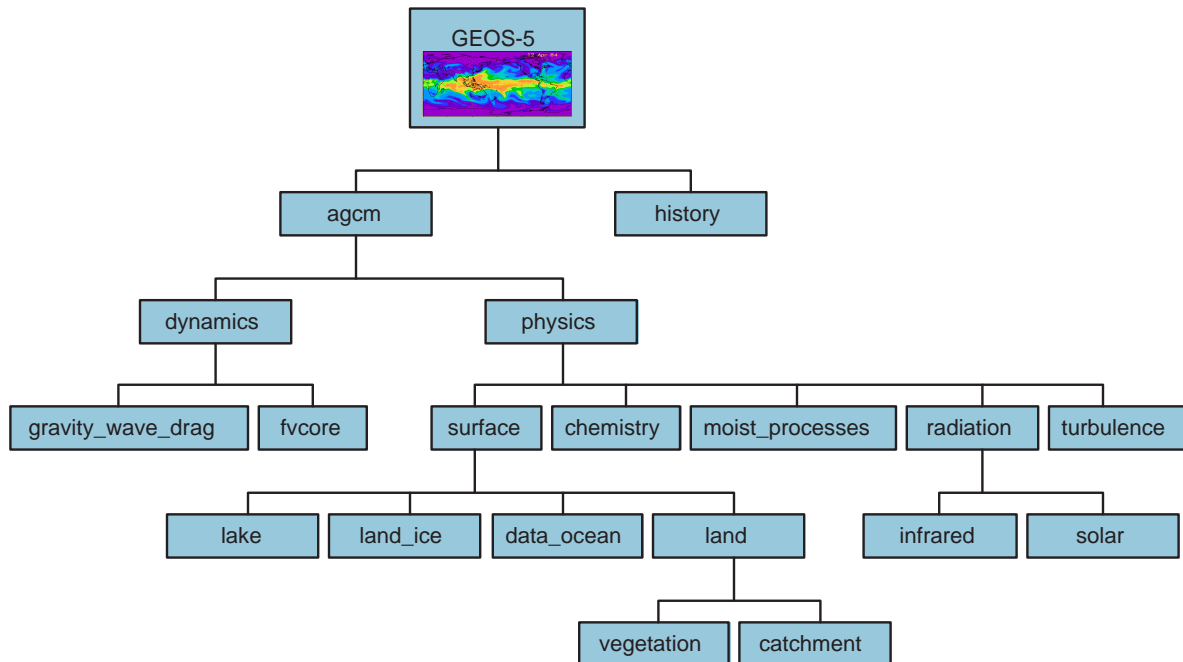 GEOS-5
agcm
history
dynamics
physics
gravity_wave_drag
fvcore
surface
chemistry
moist_processes
radiation
turbulence
lake
land_ice
data_ocean
land
infrared
solar
vegetation
catchment